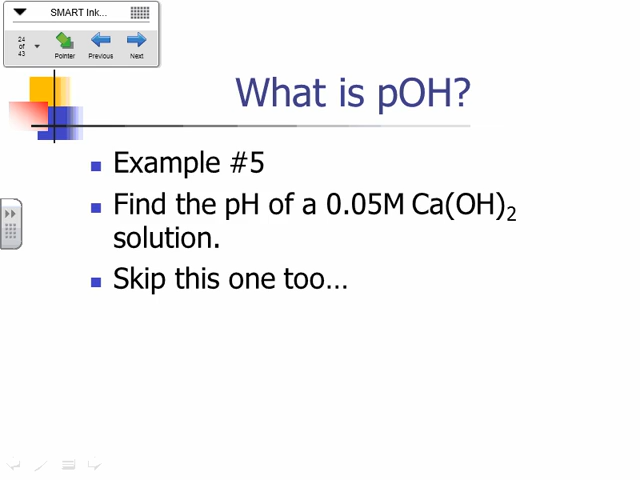 SMART Ink...
24
of
43
Pointer
Previous
Next
What is pOH?
Example #5
Find the pH of a 0.05M Ca(OH)₂
solution.
Skip this one too…